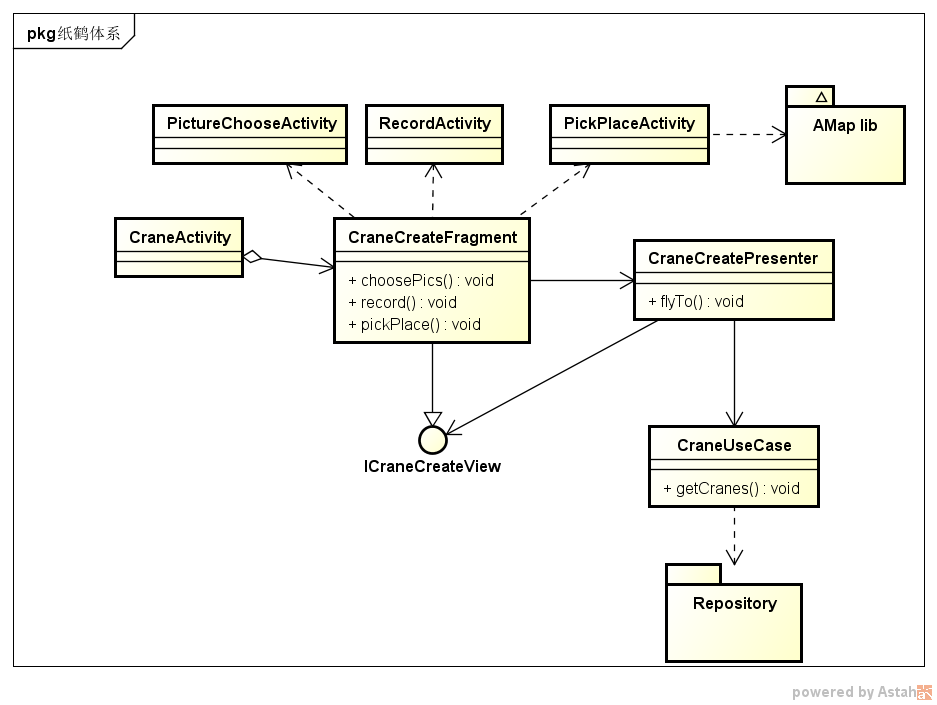 pkg纸鹤体系
PictureChooseActivity
RecordActivity
PickPlaceActivity
AMap lib
CraneActivity
CraneCreateFragment
+ choosePics() : void
+ record() : void
+ pickPlace() : void
CraneCreatePresenter
+ flyTo() : void
ICraneCreateView
CraneUseCase
+ getCranes() : void
Repository
powered by Astah